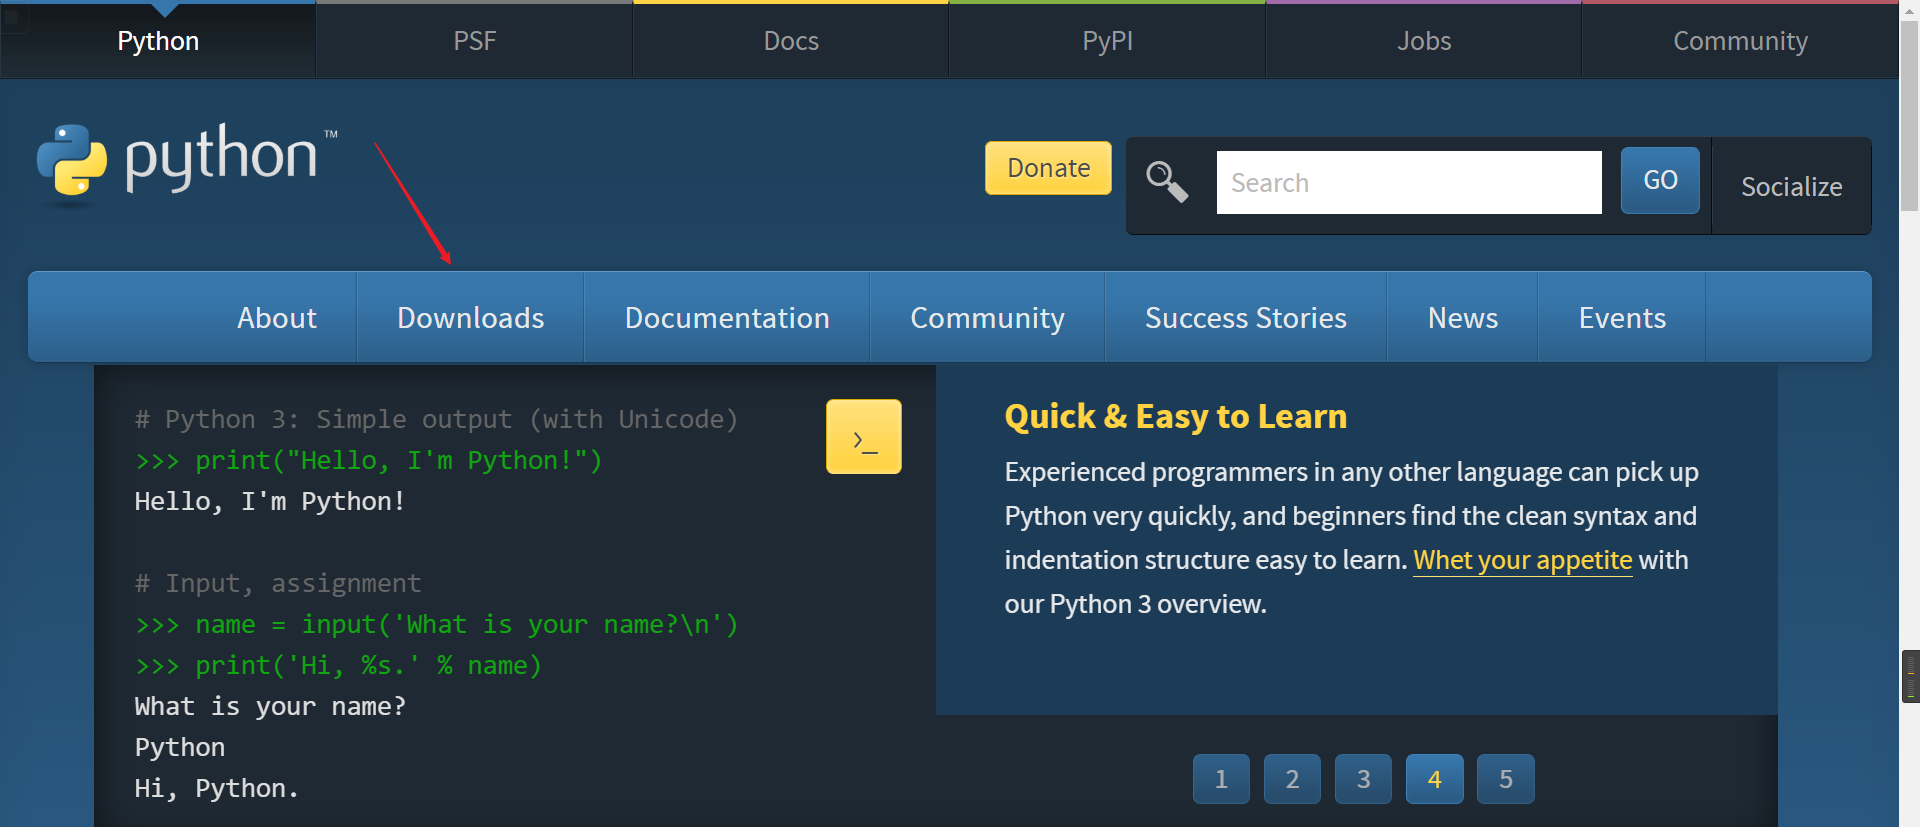 Python PSF Docs PyPI Jobs Community
python™
Donate Search GO Socialize
About Downloads Documentation Community Success Stories News Events
# Python 3: Simple output (with Unicode)
>>> print("Hello, I'm Python!")
Hello, I'm Python!
# Input, assignment
>>> name = input('What is your name?\n')
>>> print('Hi, %s.' % name)
What is your name?
Python
Hi, Python.
>_
Quick & Easy to Learn
Experienced programmers in any other language can pick up
Python very quickly, and beginners find the clean syntax and
indentation structure easy to learn. Whet your appetite with
our Python 3 overview.
1 2 3 4 5